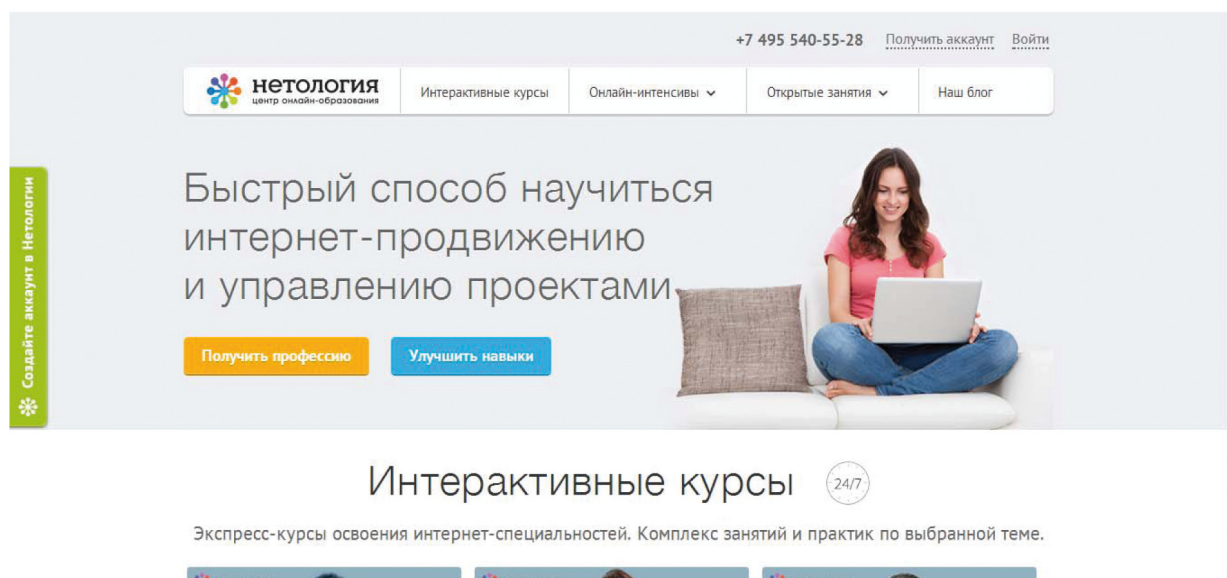 +7 495 540-55-28 Получить аккаунт Войти
нетология
центр онлайн-образования
Интерактивные курсы Онлайн-интенсивы Открытые занятия Наш блог
Создайте аккаунт в Нетологии
Быстрый способ научиться
интернет-продвижению
и управлению проектами
Получить профессию Улучшить навыки
Интерактивные курсы 24/7
Экспресс-курсы освоения интернет-специальностей. Комплекс занятий и практик по выбранной теме.